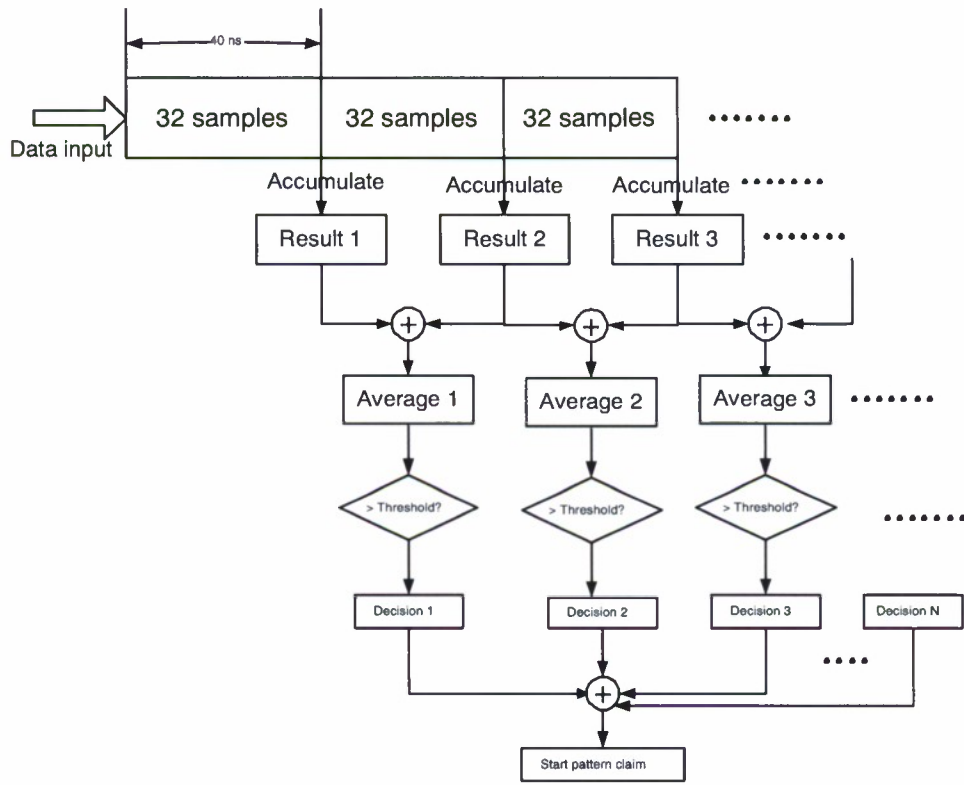 40 ns
32 samples 32 samples 32 samples
Data input
Accumulate Accumulate Accumulate
Result 1 Result 2 Result 3
+ + +
Average 1 Average 2 Average 3
> Threshold? > Threshold? > Threshold?
Decision 1 Decision 2 Decision 3 Decision N
+
Start pattern claim